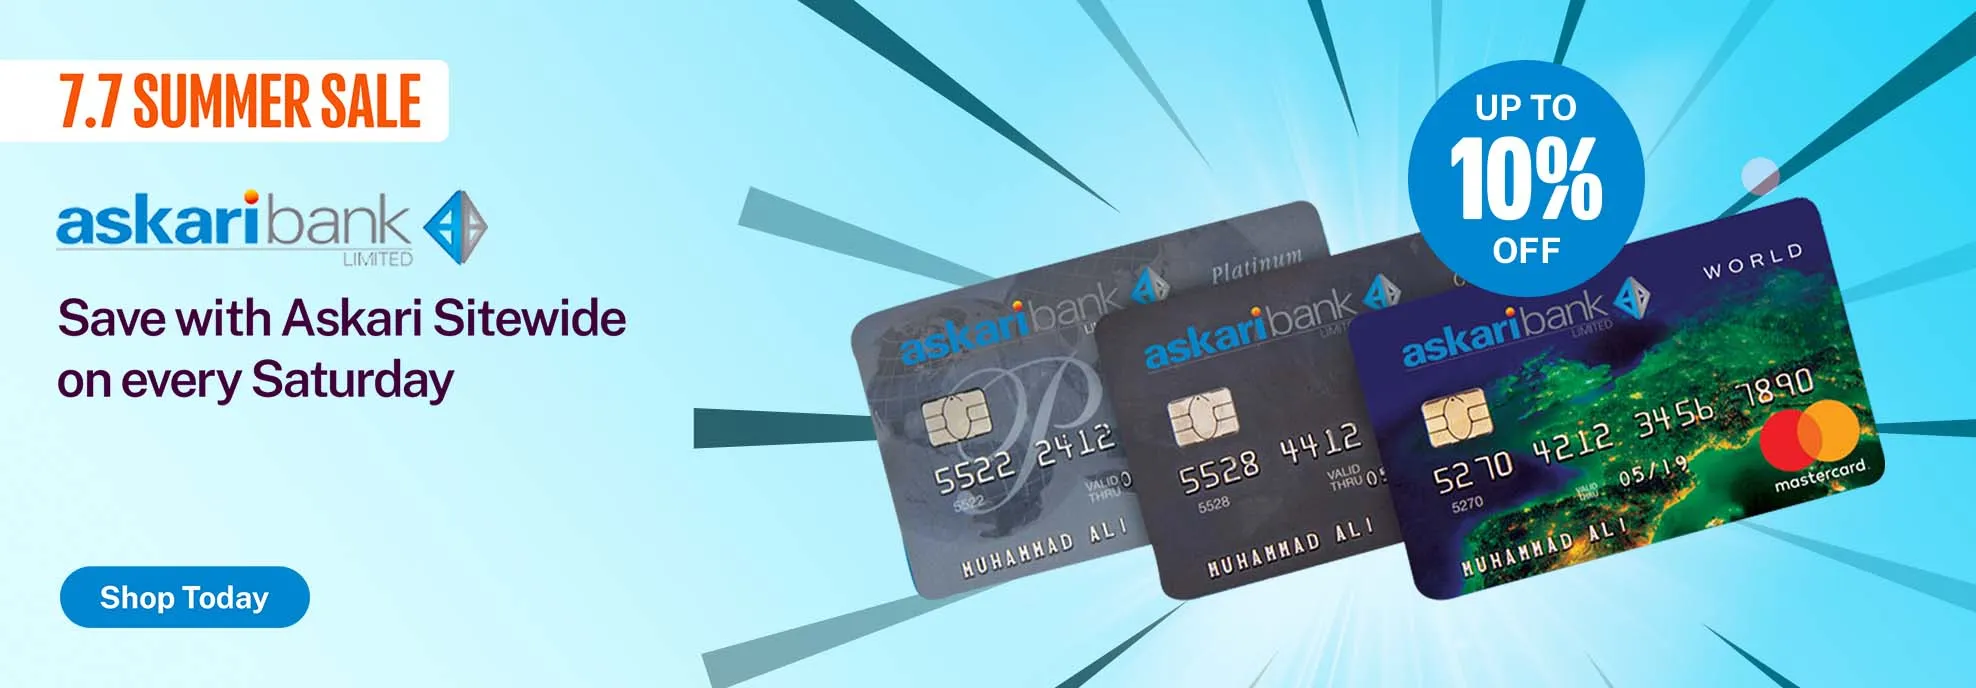 7.7 SUMMER SALE
askaribank
LIMITED
Save with Askari Sitewide
on every Saturday
Shop Today
UP TO
10%
OFF
Platinum
askaribank
5522 2412
5522
VALID
THRU
MUHAMMAD ALI
askaribank
LIMITED
5528 4412
5528
VALID
THRU
MUHAMMAD ALI
WORLD
askaribank
LIMITED
5270 4212 3456 7890
5270
VALID
THRU
05/19
MUHAMMAD ALI
mastercard.